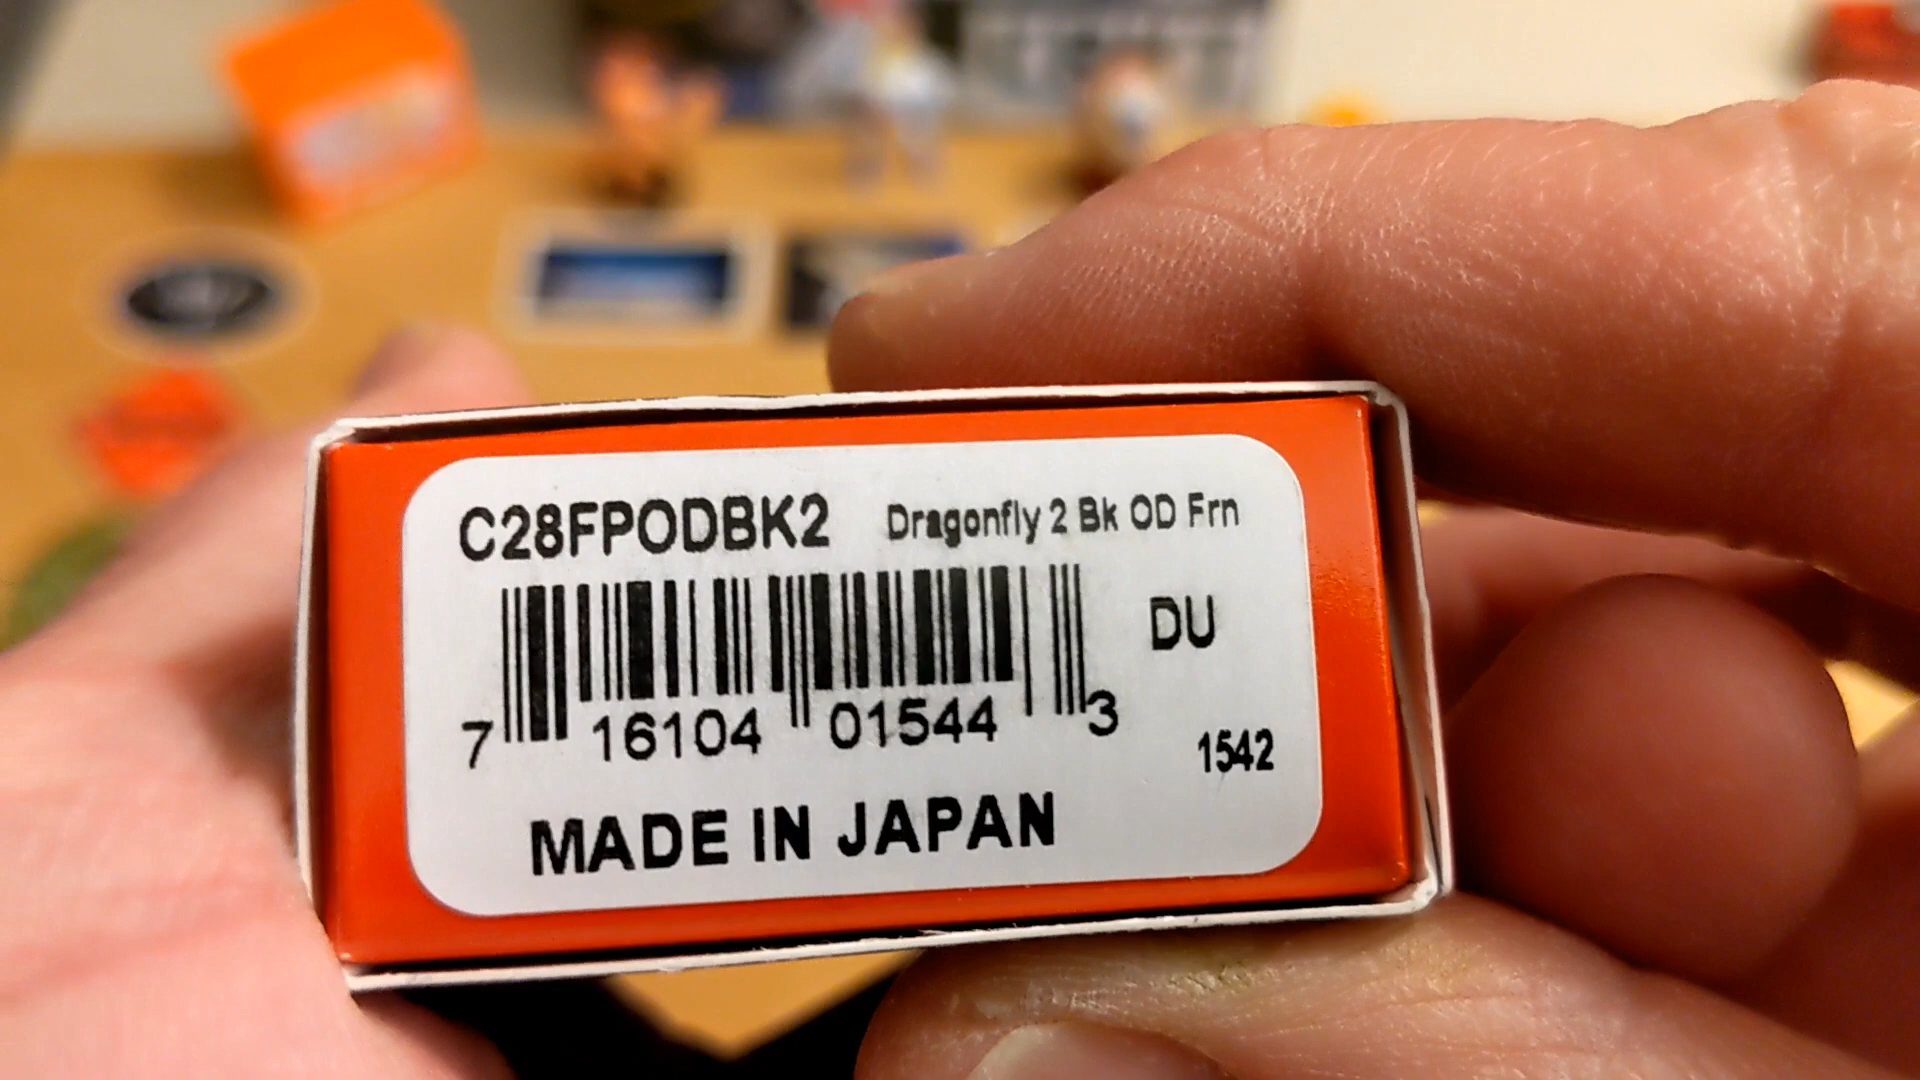 C28FPODBK2 Dragonfly 2 Bk OD Frn
DU
7 16104 01544 3
1542
MADE IN JAPAN